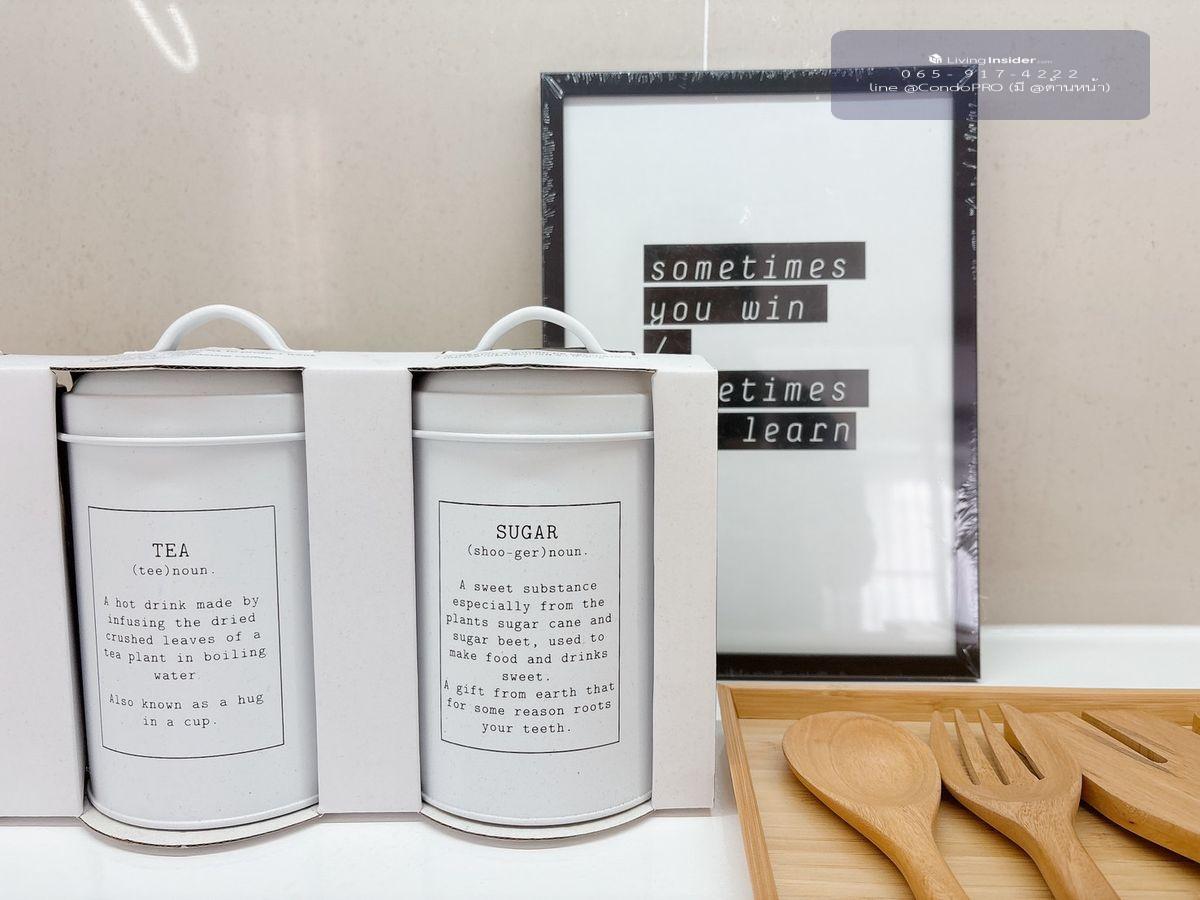 LivingInsider.com
065-917-4222
line @CondoPRO (มี @ด้านหน้า)
sometimes
you win
/
etimes
learn
TEA
(tee)noun.
A hot drink made by
infusing the dried
crushed leaves of a
tea plant in boiling
water.
Also known as a hug
in a cup.
SUGAR
(shoo-ger)noun.
A sweet substance
especially from the
plants sugar cane and
sugar beet, used to
make food and drinks
sweet.
A gift from earth that
for some reason roots
your teeth.